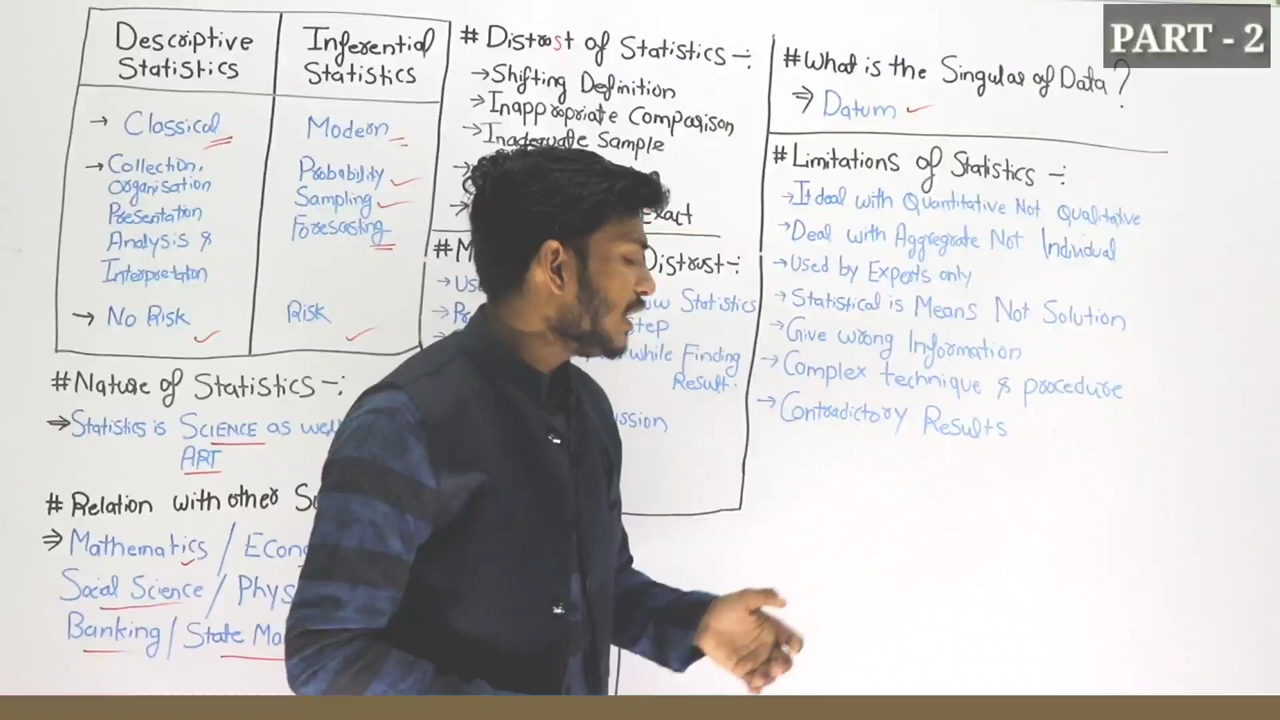 PART - 2
Descriptive
Statistics
Inferential
Statistics
→ Classical
Modern
→ Collection,
Organisation
Presentation
Analysis &
Interpretation
Probability
Sampling
Forescasting
→ No Risk
Risk
# Nature of Statistics :-
⇒ Statistics is SCIENCE as well
ART
# Relation with other
⇒ Mathematics /
Social Science /
Banking / State
# Distrust of Statistics :-
→ Shifting Definition
→ Inappropriate Comparison
→ Inadequate Sample
→
→ Exact
# Distrust :-
→ Statistics
→ Step
while Finding
Result.
# What is the Singular of Data ?
⇒ Datum
# Limitations of Statistics :-
→ It deal with Quantitative Not Qualitative
→ Deal with Aggregrate Not Individual
→ Used by Experts only
→ Statistical is Means Not Solution
→ Give wrong Information
→ Complex technique & procedure
→ Contradictory Results